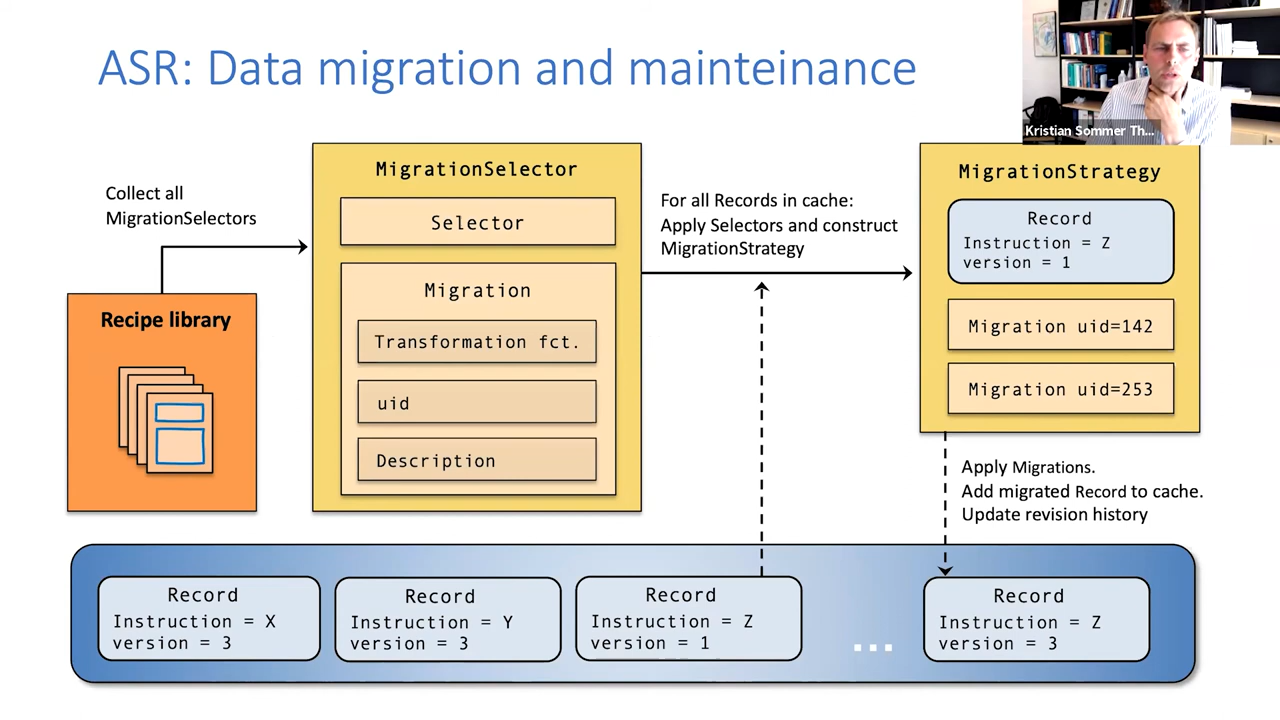 ASR: Data migration and mainteinance
Kristian Sommer Th...
Collect all
MigrationSelectors
Recipe library
MigrationSelector
Selector
Migration
Transformation fct.
uid
Description
For all Records in cache:
Apply Selectors and construct
MigrationStrategy
MigrationStrategy
Record
Instruction = Z
version = 1
Migration uid=142
Migration uid=253
Apply Migrations.
Add migrated Record to cache.
Update revision history
Record
Instruction = X
version = 3
Record
Instruction = Y
version = 3
Record
Instruction = Z
version = 1
...
Record
Instruction = Z
version = 3